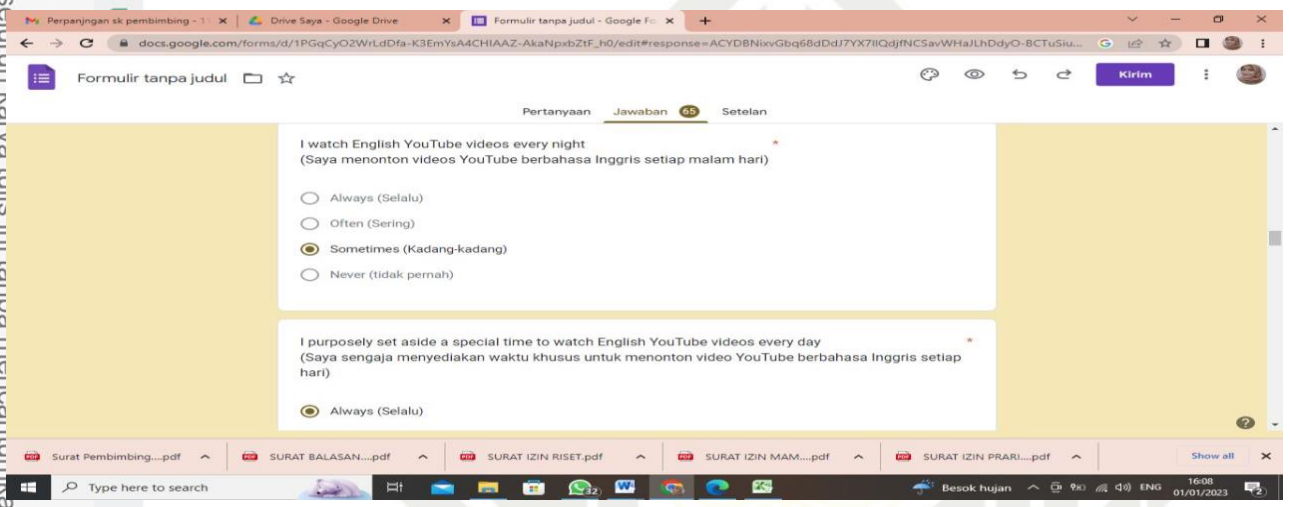 Perpanjngan sk pembimbing - 1
Drive Saya - Google Drive
Formulir tanpa judul - Google Fo
docs.google.com/forms/d/1PGqCyO2WrLdDfa-K3EmYsA4CHIAAZ-AkaNpxbZtF_h0/edit#response=ACYDBNixvGbq68dDdJ7YX7IIQdjfNCSavWHaJLhDdyO-BCTuSiu...
Formulir tanpa judul
Kirim
Pertanyaan Jawaban 65 Setelan
I watch English YouTube videos every night *
(Saya menonton videos YouTube berbahasa Inggris setiap malam hari)
Always (Selalu)
Often (Sering)
Sometimes (Kadang-kadang)
Never (tidak pernah)
I purposely set aside a special time to watch English YouTube videos every day *
(Saya sengaja menyediakan waktu khusus untuk menonton video YouTube berbahasa Inggris setiap
hari)
Always (Selalu)
Surat Pembimbing....pdf
SURAT BALASAN....pdf
SURAT IZIN RISET.pdf
SURAT IZIN MAM....pdf
SURAT IZIN PRARI....pdf
Show all
Type here to search
Besok hujan
ENG
16:08
01/01/2023